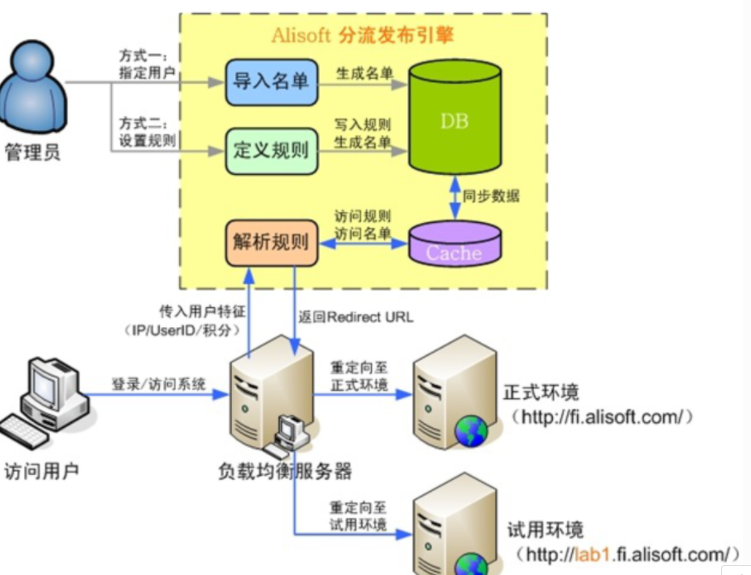 Alisoft 分流发布引擎
方式一：
指定用户
导入名单
生成名单
DB
方式二：
设置规则
定义规则
写入规则
生成名单
管理员
同步数据
解析规则
访问规则
访问名单
Cache
传入用户特征
（IP/UserID/积分）
返回Redirect URL
登录/访问系统
重定向至
正式环境
正式环境
（http://fi.alisoft.com/）
访问用户
负载均衡服务器
重定向至
试用环境
试用环境
（http://lab1.fi.alisoft.com/）